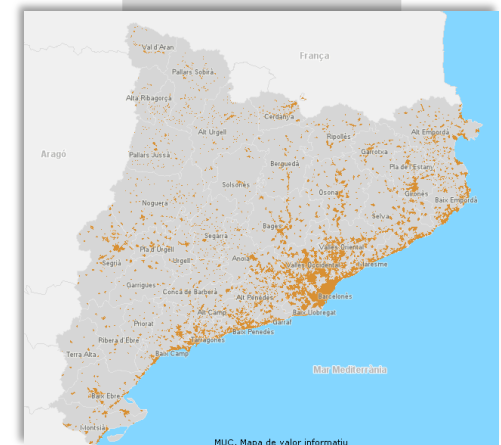 Val d'Aran
França
Pallars Sobirà
Alta Ribagorça
Cerdanya
Alt Urgell
Ripollès
Alt Empordà
Garrotxa
Aragó
Pallars Jussà
Berguedà
Pla de l'Estany
Solsonès
Osona
Gironès
Baix Empordà
Noguera
Selva
Bages
Segarra
Vallès Oriental
Pla d'Urgell
Anoia
Segrià
Urgell
Vallès Occidental
Maresme
Garrigues
Conca de Barberà
Alt Penedès
Barcelonès
Baix Llobregat
Alt Camp
Garraf
Priorat
Tarragonès
Baix Penedès
Ribera d'Ebre
Terra Alta
Baix Camp
Mar Mediterrània
Baix Ebre
Montsià
MUC. Mapa de valor informatiu